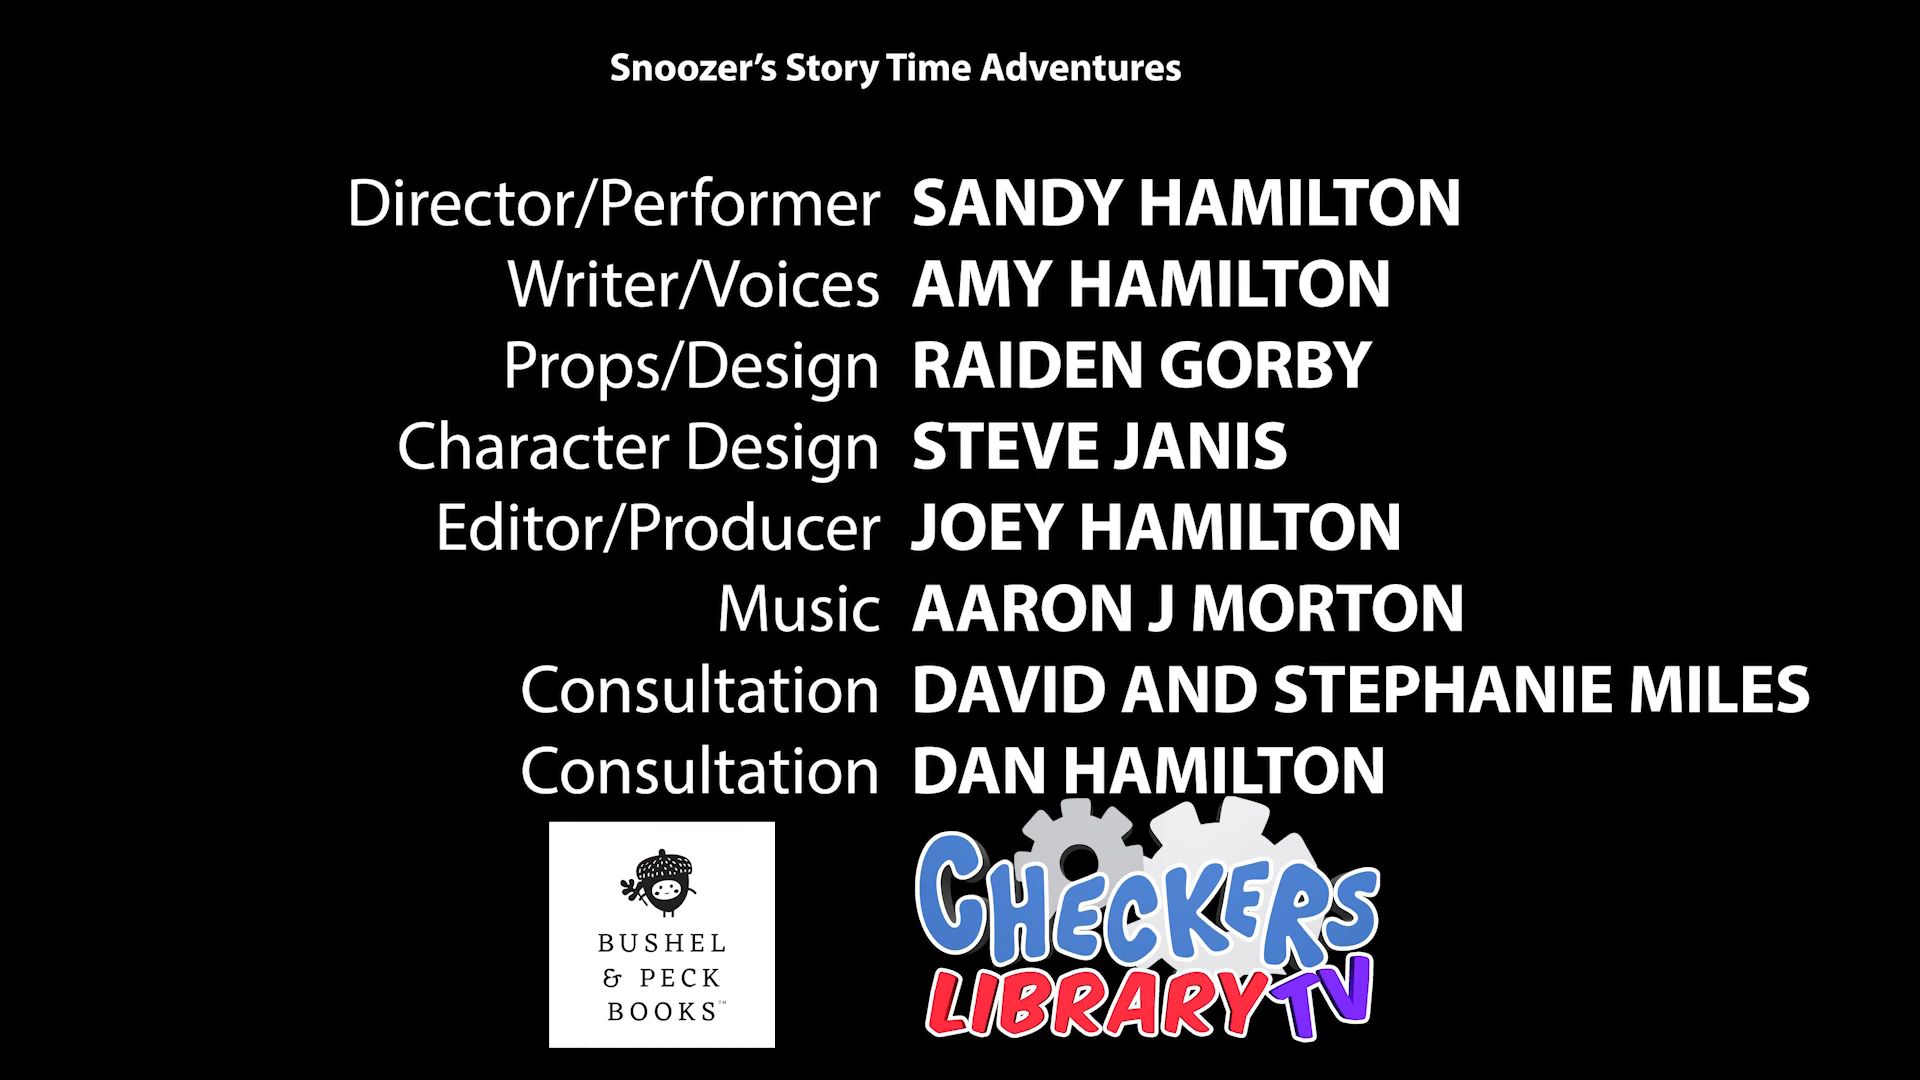 Snoozer’s Story Time Adventures
Director/Performer SANDY HAMILTON
Writer/Voices AMY HAMILTON
Props/Design RAIDEN GORBY
Character Design STEVE JANIS
Editor/Producer JOEY HAMILTON
Music AARON J MORTON
Consultation DAVID AND STEPHANIE MILES
Consultation DAN HAMILTON
BUSHEL
& PECK
BOOKS™
CHECKERS
LIBRARY TV